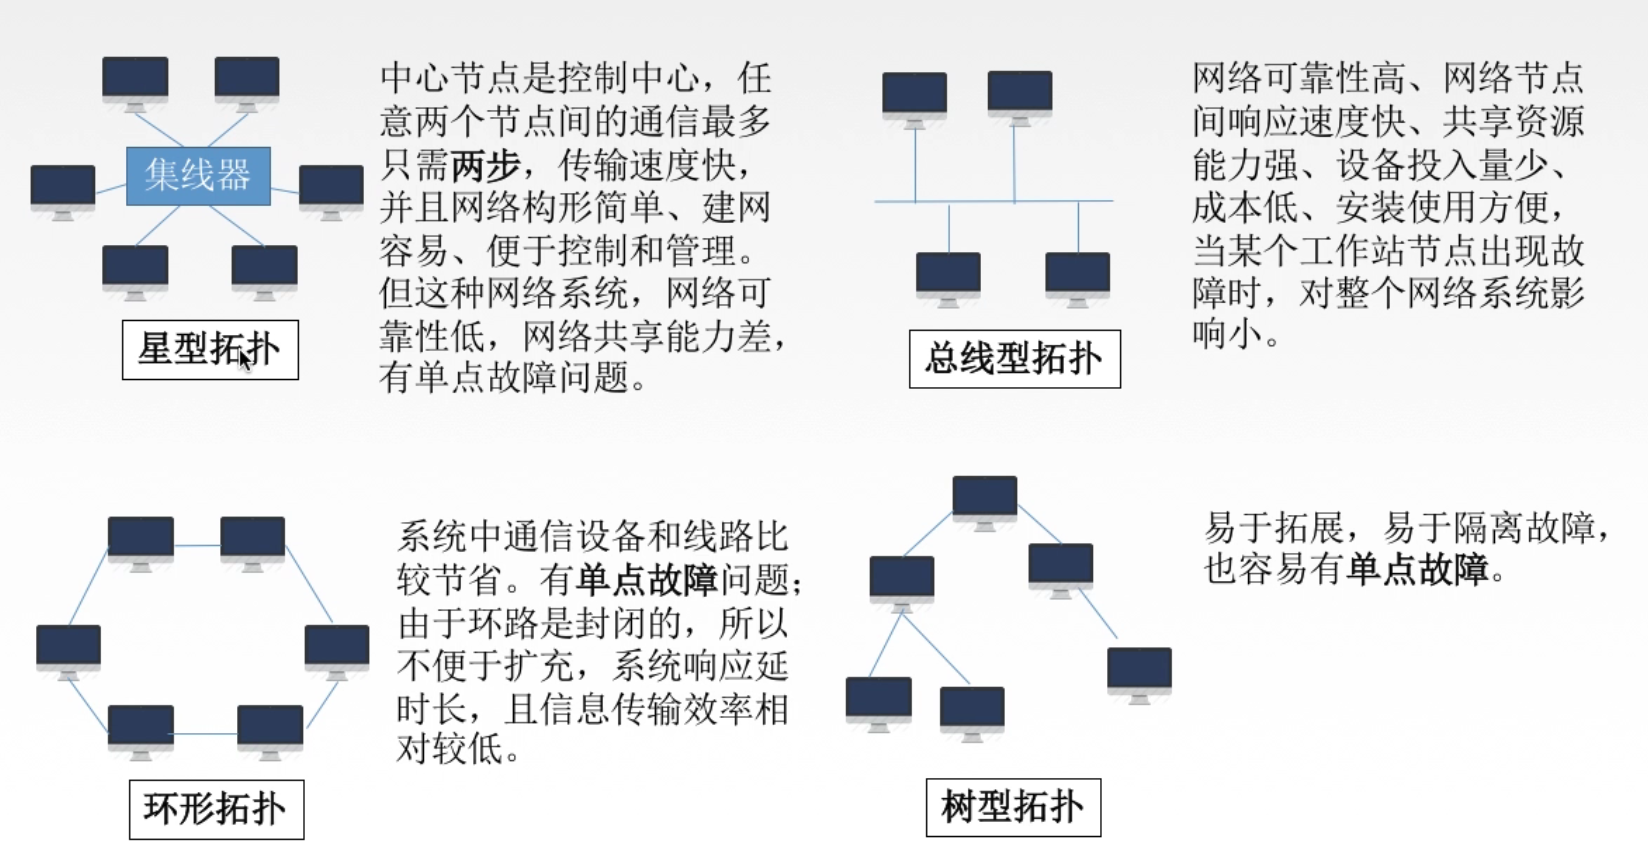 集线器
星型拓扑
中心节点是控制中心，任
意两个节点间的通信最多
只需两步，传输速度快，
并且网络构形简单、建网
容易、便于控制和管理。
但这种网络系统，网络可
靠性低，网络共享能力差，
有单点故障问题。
总线型拓扑
网络可靠性高、网络节点
间响应速度快、共享资源
能力强、设备投入量少、
成本低、安装使用方便，
当某个工作站节点出现故
障时，对整个网络系统影
响小。
环形拓扑
系统中通信设备和线路比
较节省。有单点故障问题；
由于环路是封闭的，所以
不便于扩充，系统响应延
时长，且信息传输效率相
对较低。
树型拓扑
易于拓展，易于隔离故障，
也容易有单点故障。